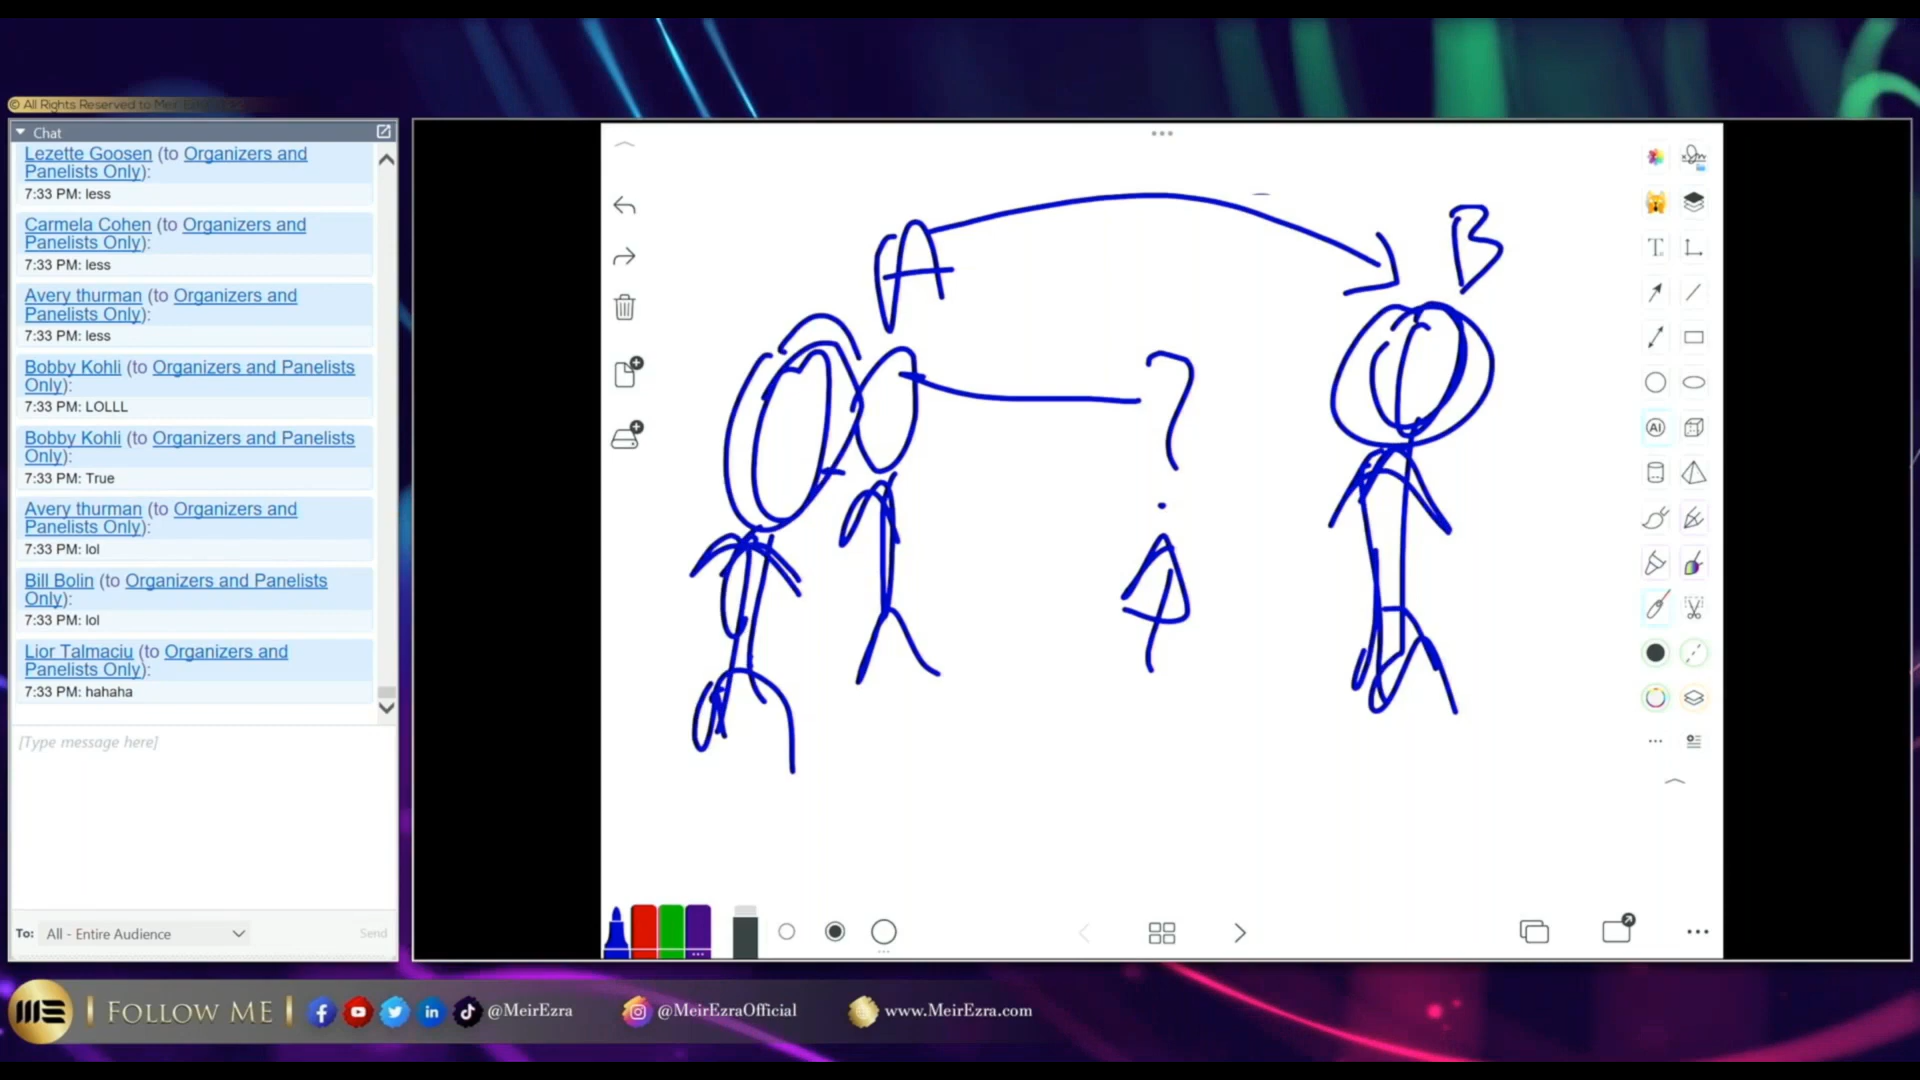 © All Rights Reserved to Meir Ezra
Chat
Lezette Goosen (to Organizers and
Panelists Only):
7:33 PM: less
Carmela Cohen (to Organizers and
Panelists Only):
7:33 PM: less
Avery thurman (to Organizers and
Panelists Only):
7:33 PM: less
Bobby Kohli (to Organizers and Panelists
Only):
7:33 PM: LOLLL
Bobby Kohli (to Organizers and Panelists
Only):
7:33 PM: True
Avery thurman (to Organizers and
Panelists Only):
7:33 PM: lol
Bill Bolin (to Organizers and Panelists
Only):
7:33 PM: lol
Lior Talmaciu (to Organizers and
Panelists Only):
7:33 PM: hahaha
[Type message here]
To: All - Entire Audience
Send
A
B
?
AI
ME | FOLLOW ME | @MeirEzra @MeirEzraOfficial www.MeirEzra.com